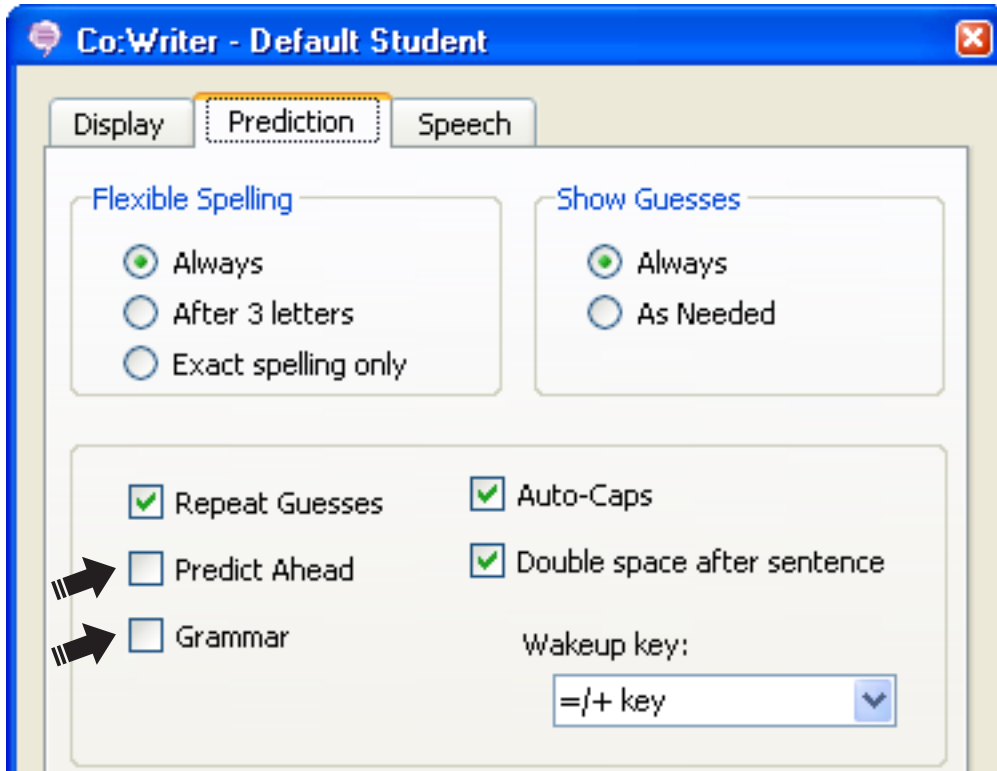 Co:Writer - Default Student
Display Prediction Speech
Flexible Spelling
Always
After 3 letters
Exact spelling only
Show Guesses
Always
As Needed
Repeat Guesses
Predict Ahead
Grammar
Auto-Caps
Double space after sentence
Wakeup key:
=/+ key